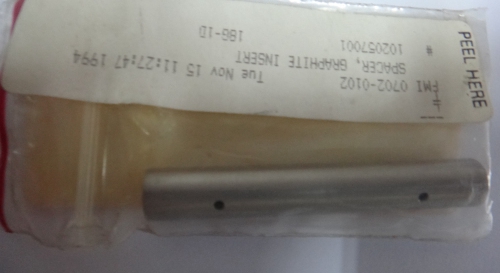 PEEL HERE
PMI 0702-0102
SPACER, GRAPHITE INSERT
Tue Nov 15 11:27:47 1994
# 102057001
186-1D